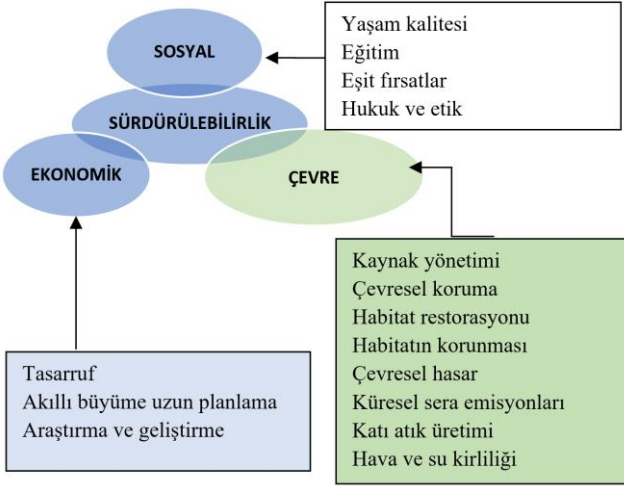 SOSYAL
Yaşam kalitesi
Eğitim
Eşit fırsatlar
Hukuk ve etik
SÜRDÜRÜLEBİLİRLİK
EKONOMİK
ÇEVRE
Tasarruf
Akıllı büyüme uzun planlama
Araştırma ve geliştirme
Kaynak yönetimi
Çevresel koruma
Habitat restorasyonu
Habitatın korunması
Çevresel hasar
Küresel sera emisyonları
Katı atık üretimi
Hava ve su kirliliği